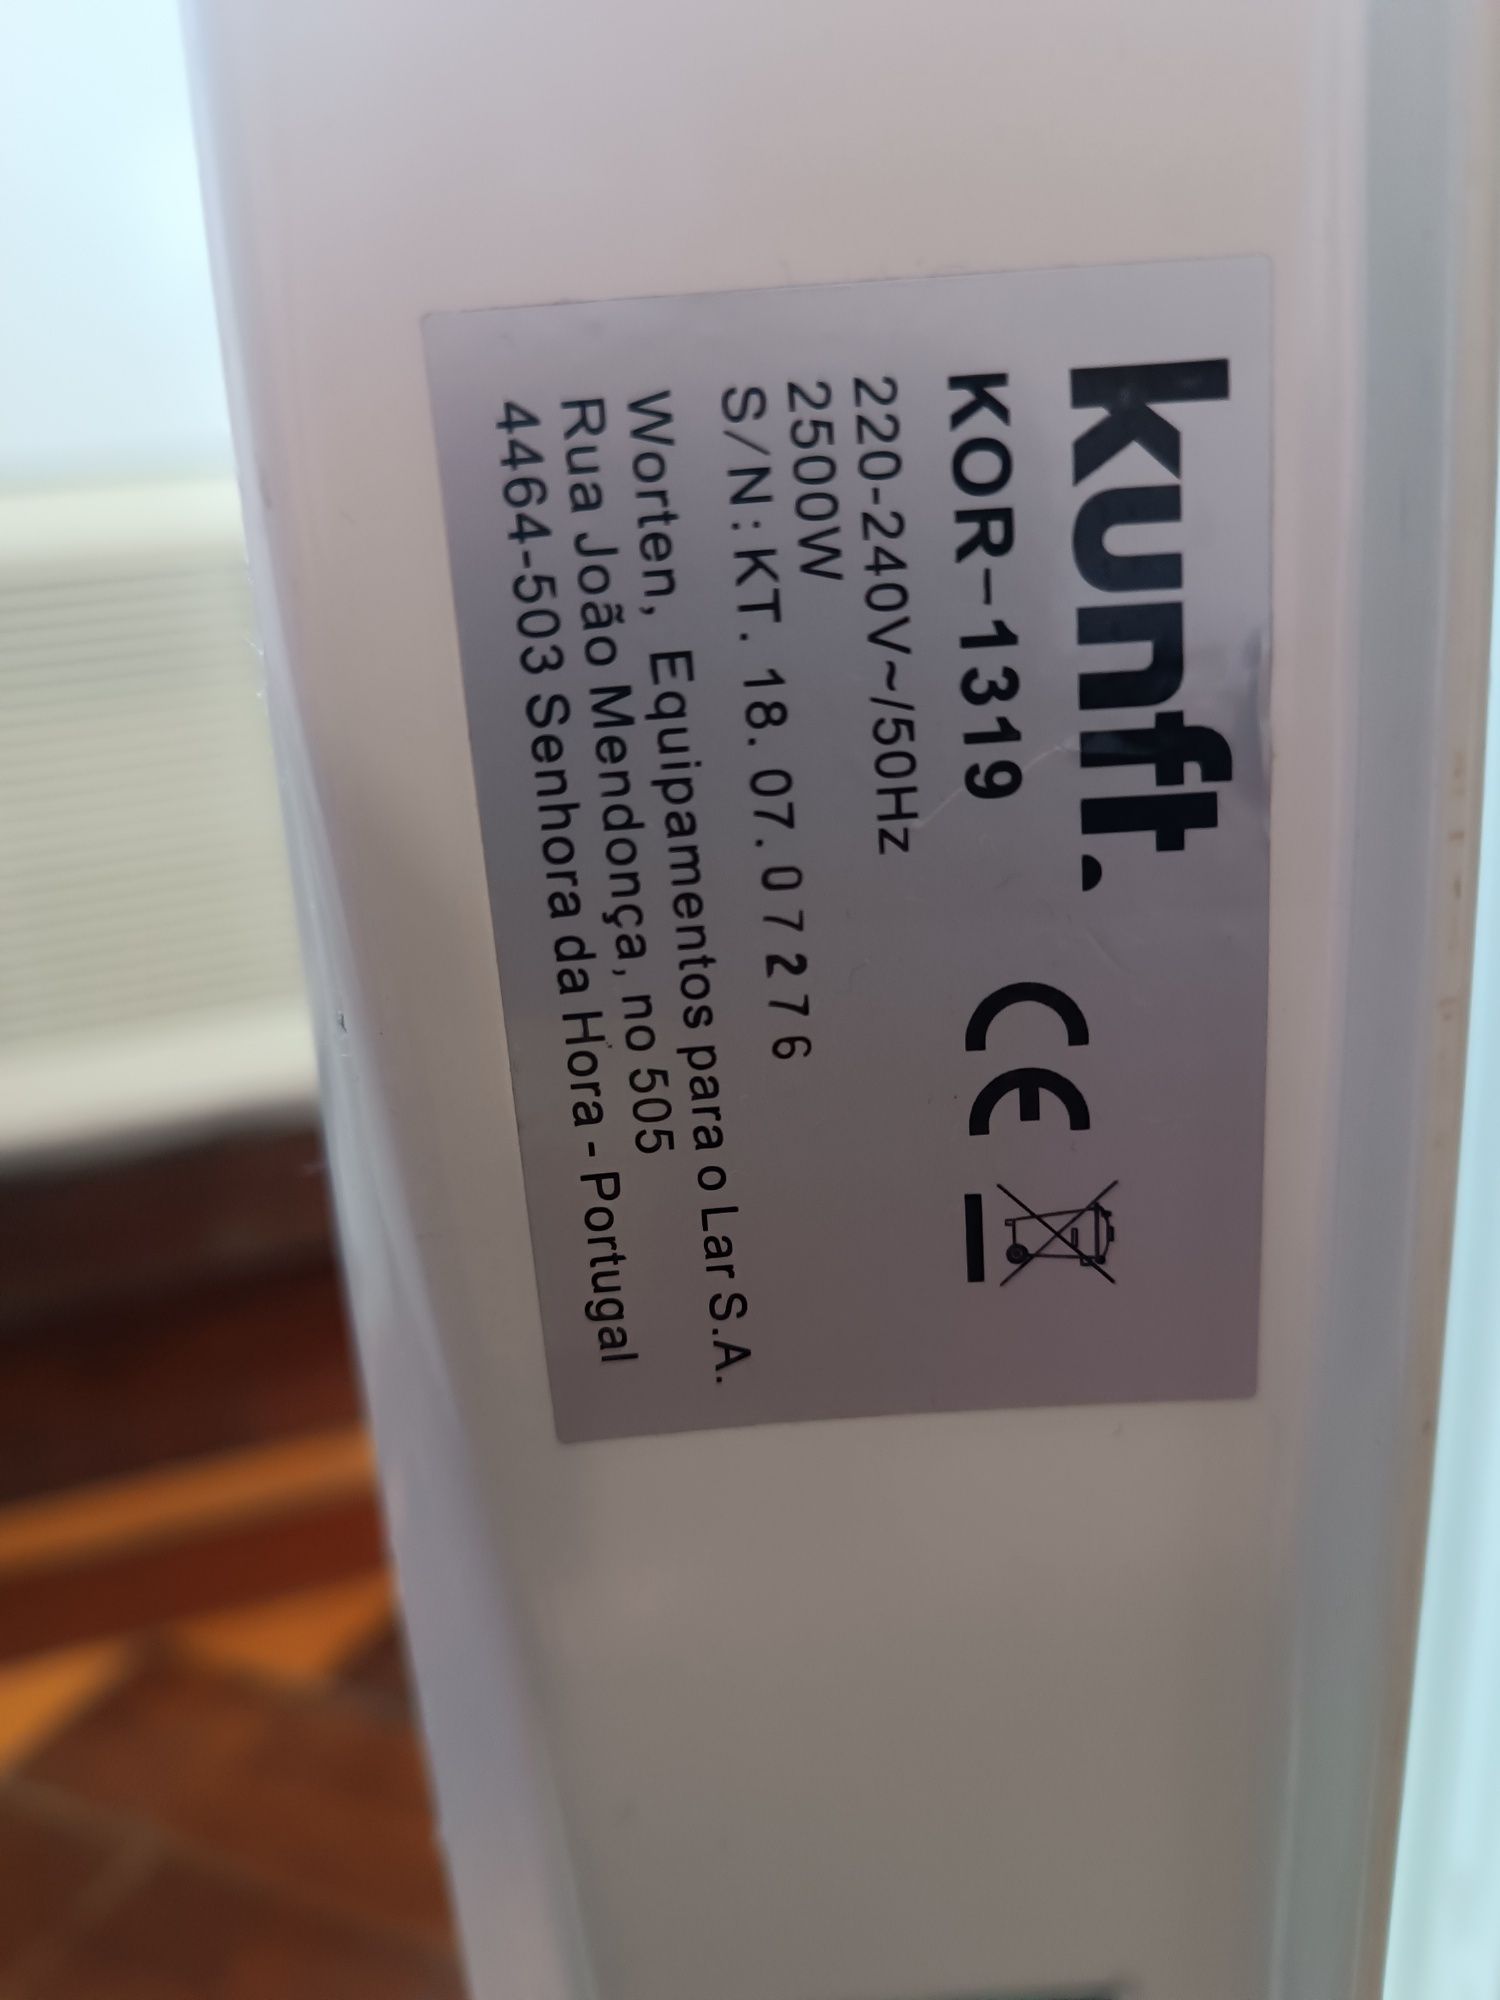 kunft.
KOR-1319
CE
220-240V~/50Hz
2500W
S/N:KT. 18. 07. 07276
Worten, Equipamentos para o Lar S.A.
Rua João Mendonça, no 505
4464-503 Senhora da Hora - Portugal